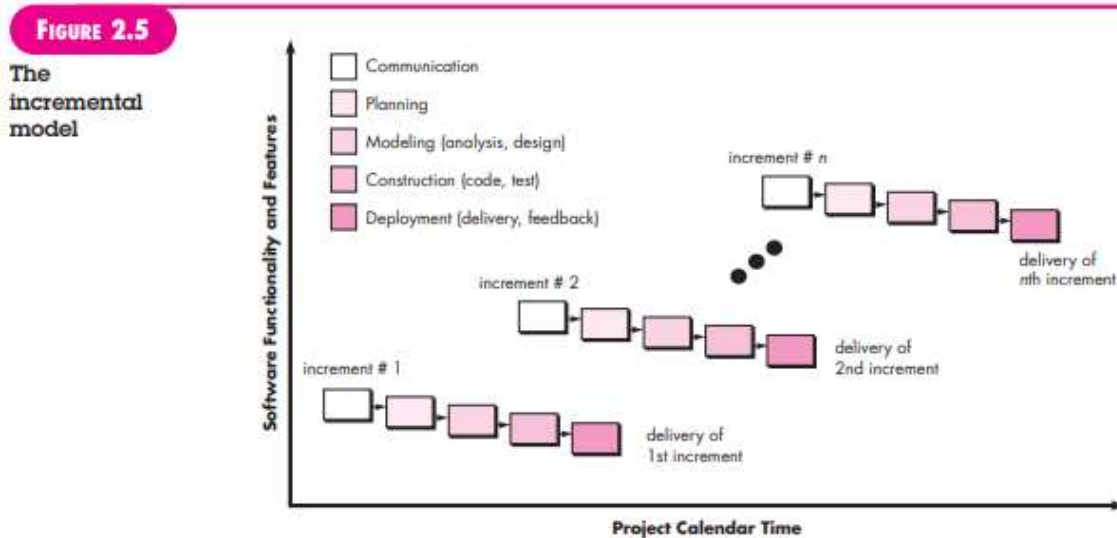 FIGURE 2.5
The
incremental
model
Software Functionality and Features
Communication
Planning
Modeling (analysis, design)
Construction (code, test)
Deployment (delivery, feedback)
increment # n
delivery of
nth increment
increment # 2
delivery of
2nd increment
increment # 1
delivery of
1st increment
Project Calendar Time